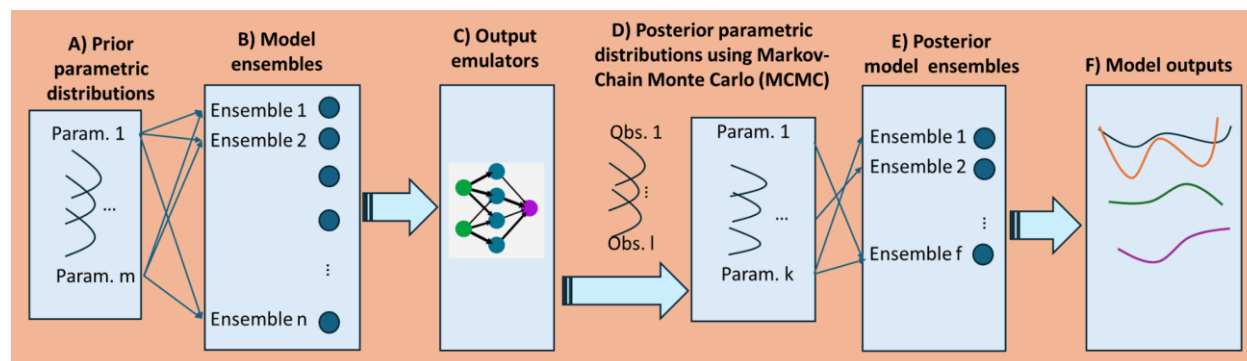 A) Prior
parametric
distributions
Param. 1
...
Param. m
B) Model
ensembles
Ensemble 1
Ensemble 2
...
Ensemble n
C) Output
emulators
D) Posterior parametric
distributions using Markov-
Chain Monte Carlo (MCMC)
Qbs. 1
...
Obs. l
Param. 1
...
Param. k
E) Posterior
model ensembles
Ensemble 1
Ensemble 2
...
Ensemble f
F) Model outputs